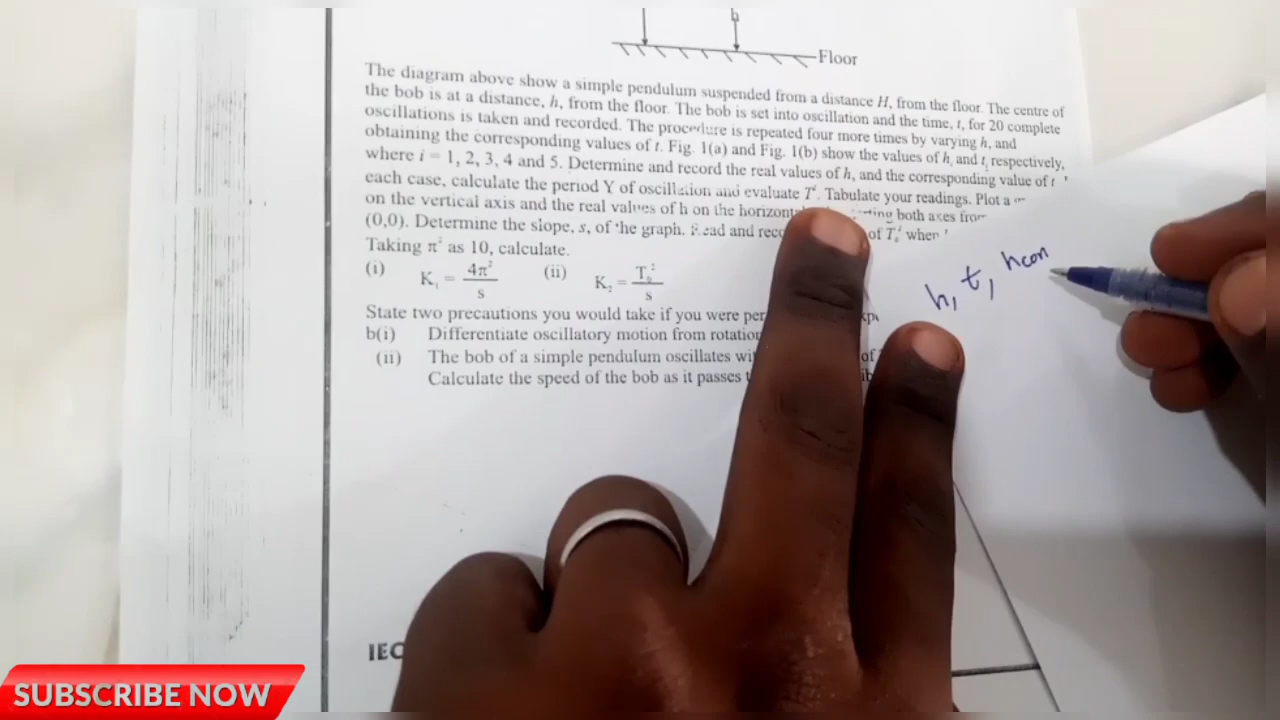 h
Floor
The diagram above show a simple pendulum suspended from a distance H, from the floor. The centre of
the bob is at a distance, h, from the floor. The bob is set into oscillation and the time, t, for 20 complete
oscillations is taken and recorded. The procedure is repeated four more times by varying h, and
obtaining the corresponding values of t. Fig. 1(a) and Fig. 1(b) show the values of hᵢ and tᵢ respectively,
where i = 1, 2, 3, 4 and 5. Determine and record the real values of h, and the corresponding value of t
each case, calculate the period Y of oscillation and evaluate T². Tabulate your readings. Plot a
on the vertical axis and the real values of h on the both axes
(0,0). Determine the slope, s, of the graph. Read and of T₀² when
Taking π² as 10, calculate.
(i) K₁ = 4π²/s (ii) K₂ = T₀²/s
State two precautions you would take if you were
b(i) Differentiate oscillatory motion from
(ii) The bob of a simple pendulum oscillates of
Calculate the speed of the bob as it passes
h, t, hcon
IEC
SUBSCRIBE NOW